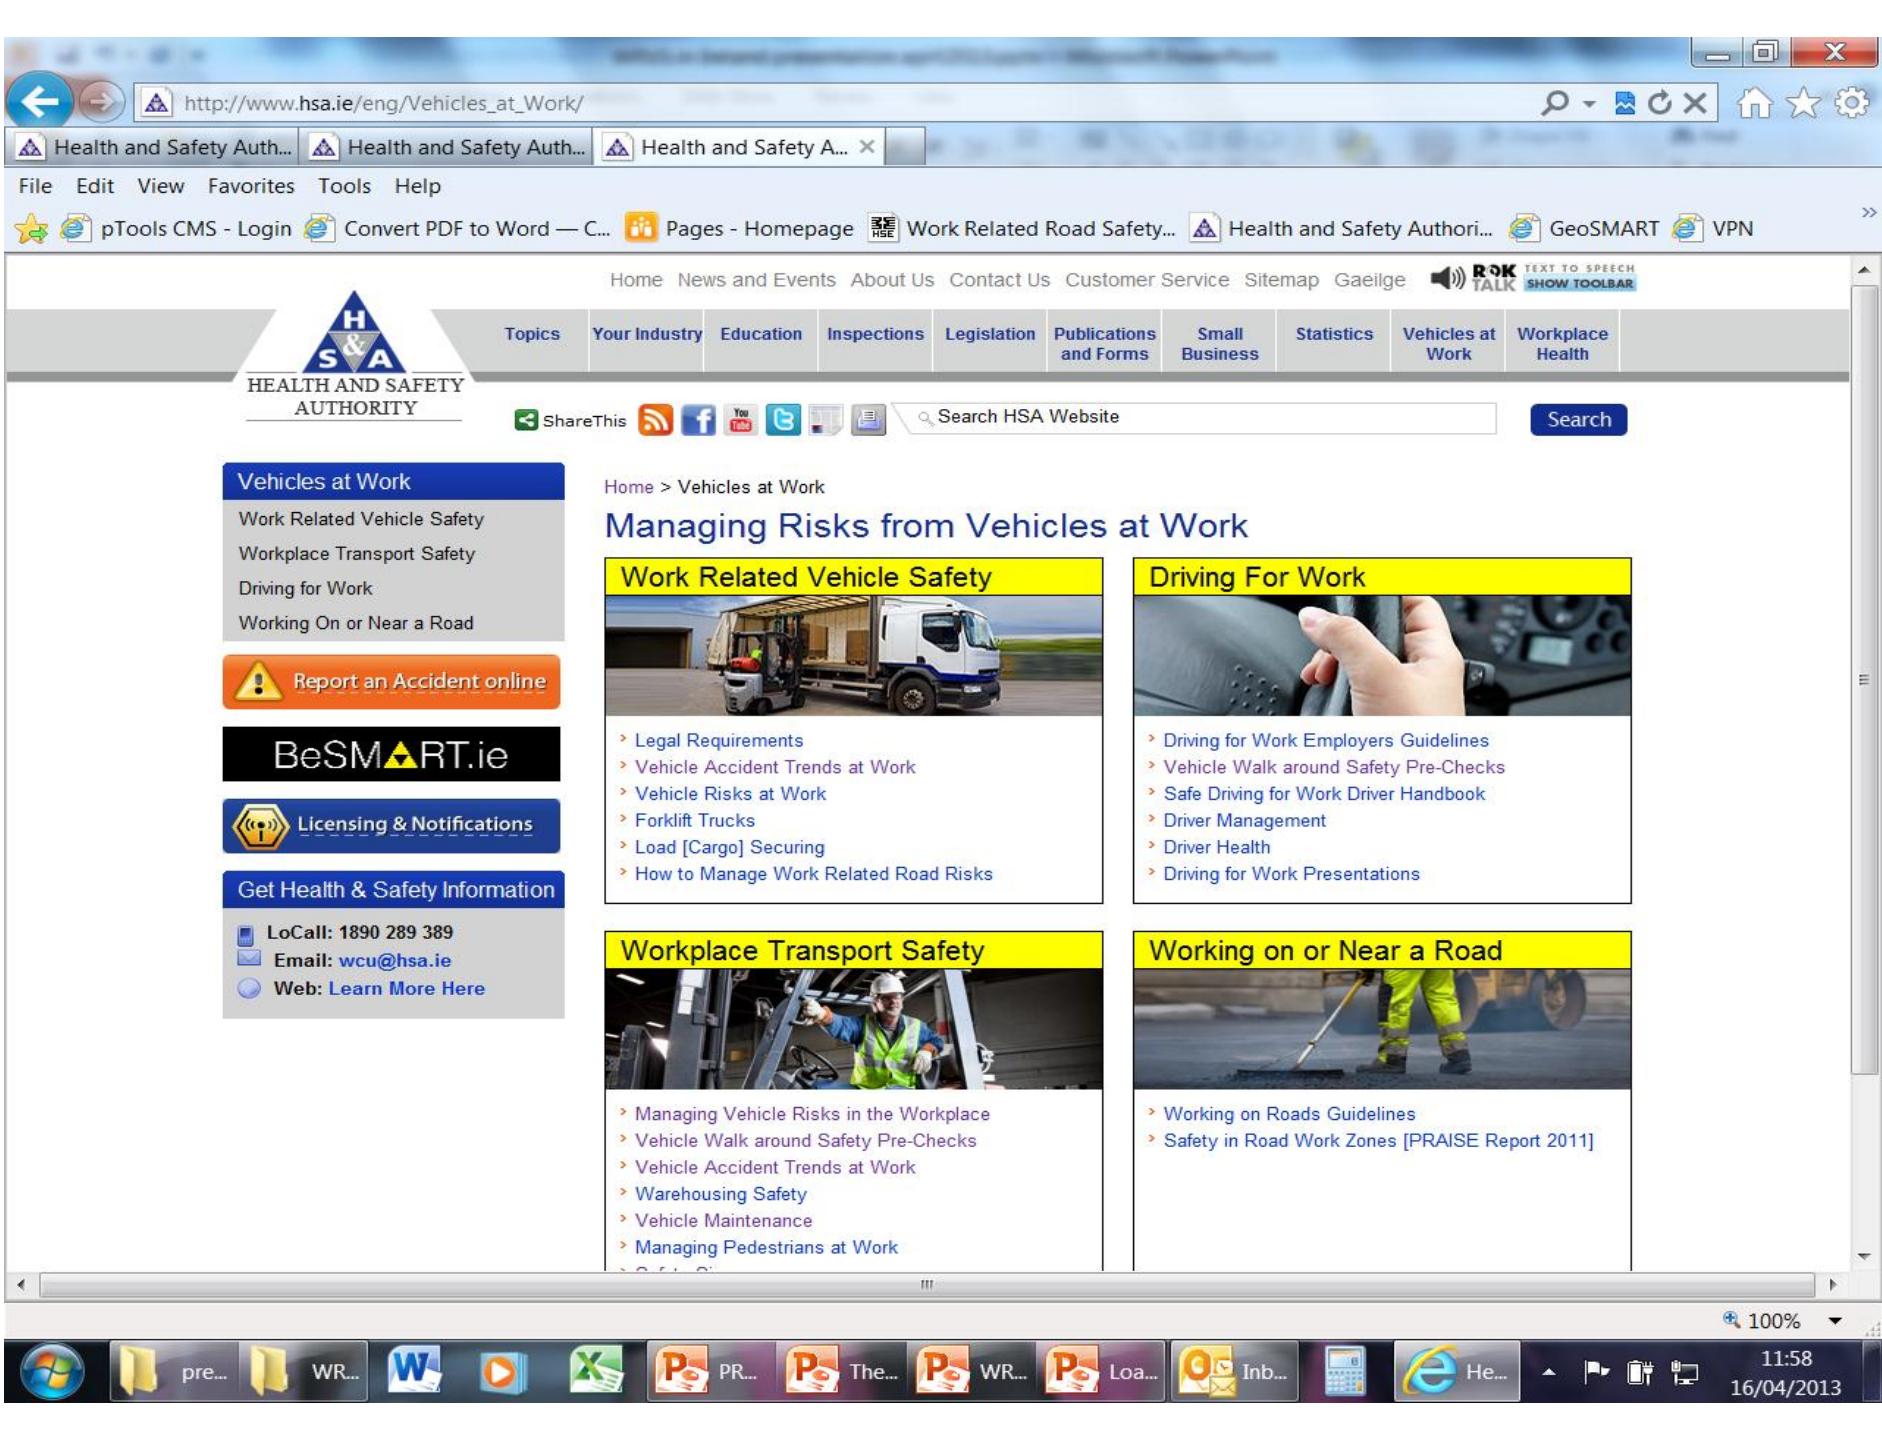 http://www.hsa.ie/eng/Vehicles_at_Work/
Health and Safety Auth... Health and Safety Auth... Health and Safety A...
File Edit View Favorites Tools Help
pTools CMS - Login Convert PDF to Word — C... Pages - Homepage Work Related Road Safety... Health and Safety Authori... GeoSMART VPN
Home News and Events About Us Contact Us Customer Service Sitemap Gaeilge ROK TALK TEXT TO SPEECH SHOW TOOLBAR
H
S & A
HEALTH AND SAFETY
AUTHORITY
Topics Your Industry Education Inspections Legislation Publications and Forms Small Business Statistics Vehicles at Work Workplace Health
ShareThis You Tube Search HSA Website Search
Vehicles at Work
Work Related Vehicle Safety
Workplace Transport Safety
Driving for Work
Working On or Near a Road
Report an Accident online
BeSMART.ie
Licensing & Notifications
Get Health & Safety Information
LoCall: 1890 289 389
Email: wcu@hsa.ie
Web: Learn More Here
Home > Vehicles at Work
Managing Risks from Vehicles at Work
Work Related Vehicle Safety
Legal Requirements
Vehicle Accident Trends at Work
Vehicle Risks at Work
Forklift Trucks
Load [Cargo] Securing
How to Manage Work Related Road Risks
Driving For Work
Driving for Work Employers Guidelines
Vehicle Walk around Safety Pre-Checks
Safe Driving for Work Driver Handbook
Driver Management
Driver Health
Driving for Work Presentations
Workplace Transport Safety
Managing Vehicle Risks in the Workplace
Vehicle Walk around Safety Pre-Checks
Vehicle Accident Trends at Work
Warehousing Safety
Vehicle Maintenance
Managing Pedestrians at Work
Working on or Near a Road
Working on Roads Guidelines
Safety in Road Work Zones [PRAISE Report 2011]
100%
pre... WR... PR... The... WR... Loa... Inb... He...
11:58
16/04/2013